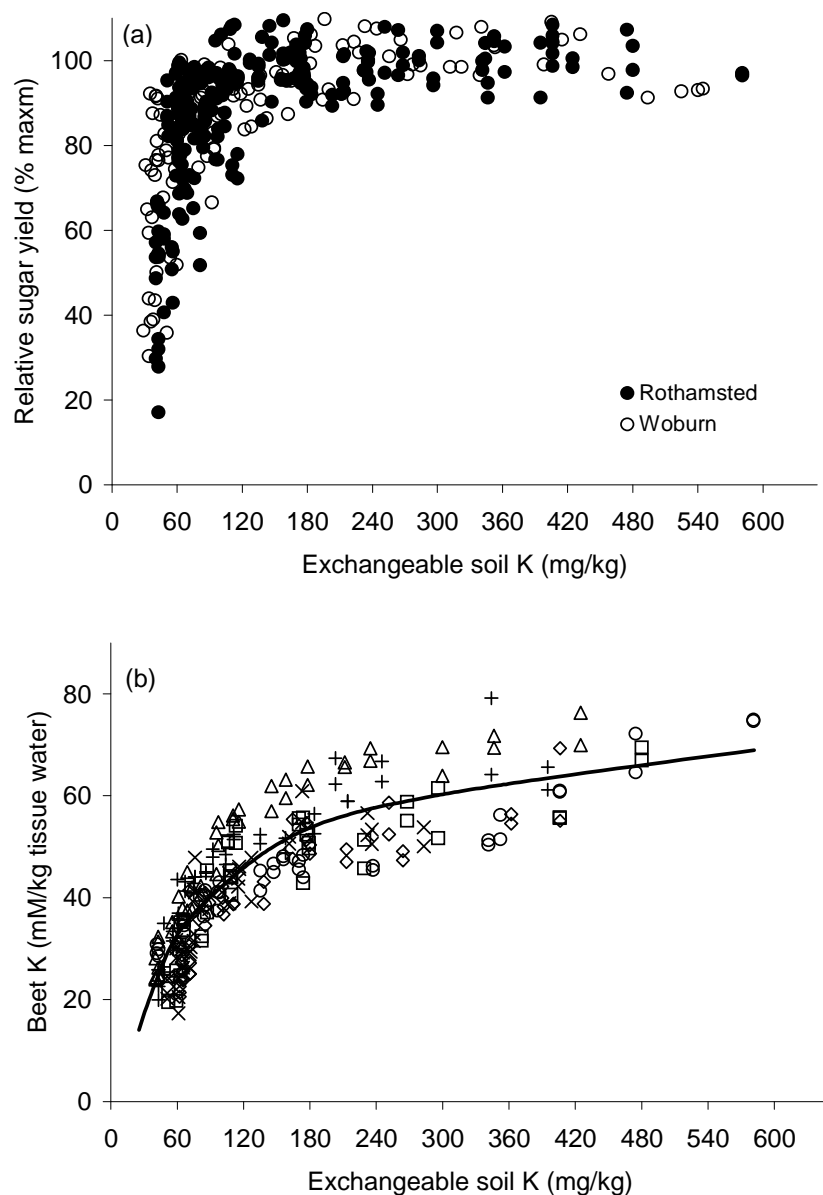 (a)
Relative sugar yield (% maxm)
100
80
60
40
20
0
Rothamsted
Woburn
0 60 120 180 240 300 360 420 480 540 600
Exchangeable soil K (mg/kg)
(b)
Beet K (mM/kg tissue water)
80
60
40
20
0
0 60 120 180 240 300 360 420 480 540 600
Exchangeable soil K (mg/kg)